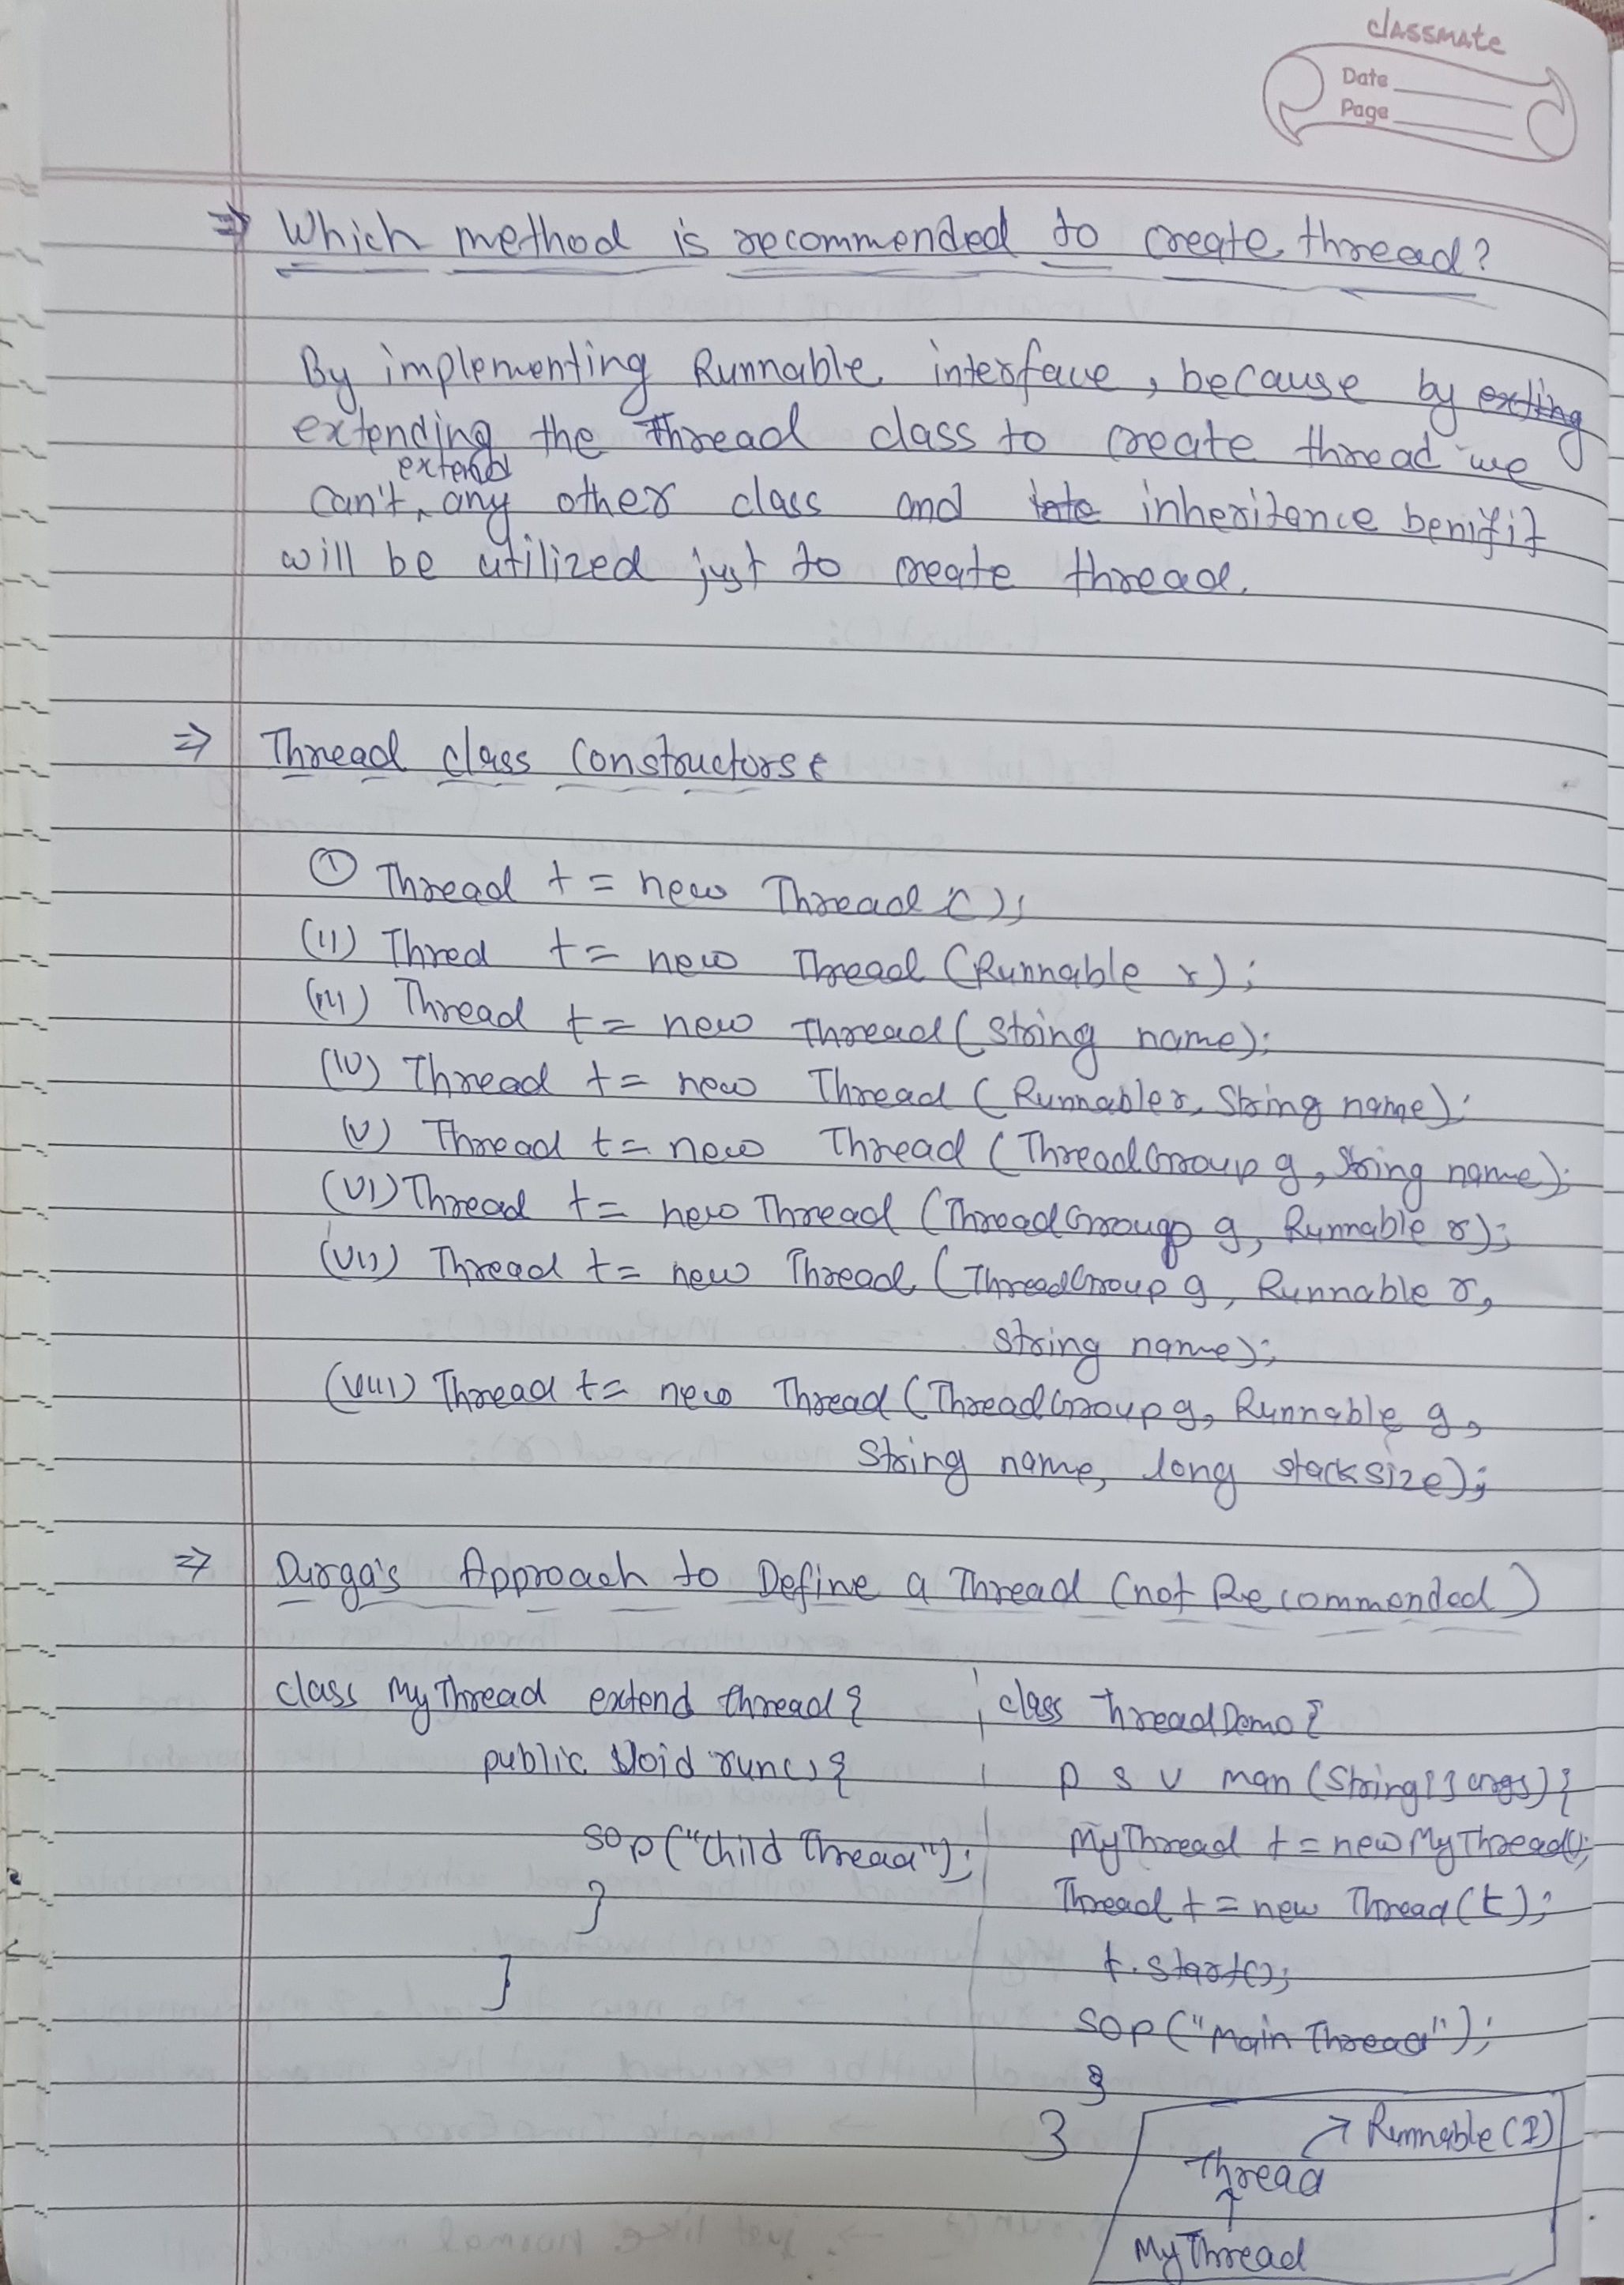 classmate
Date
Page
⇒ Which method is recommended to create thread?
By implementing Runnable interface, because by exting
extending the thread class to create thread we
extend
can't any other class and inheritance benifit
will be utilized just to create thread.
⇒ Thread class constructors:
① Thread t = new Thread();
(ii) Thred t = new Thread (Runnable r);
(iii) Thread t = new Thread (String name);
(iv) Thread t = new Thread (Runnable r, String name);
(v) Thread t = new Thread (ThreadGroup g, String name);
(vi) Thread t = new Thread (ThreadGroup g, Runnable r);
(vii) Thread t = new Thread (ThreadGroup g, Runnable r,
String name);
(viii) Thread t = new Thread (ThreadGroup g, Runnable g,
String name, long stacksize);
⇒ Durga's Approach to Define a Thread (not Recommended)
class MyThread extend thread {
public void run() {
sop("Child Thread");
}
}
class ThreadDemo {
p s v man (String[] args) {
MyThread t = new MyThread();
Thread t = new Thread(t);
t.start();
sop("Main Thread");
}
}
Runnable (I)
Thread
MyThread